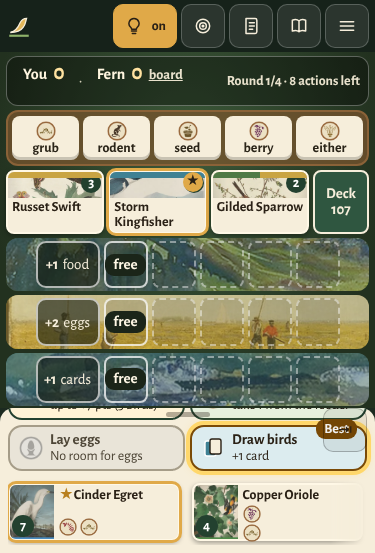 on
You 0 · Fern 0 board
Round 1/4 · 8 actions left
grub rodent seed berry either
3
2
Russet Swift
Storm Kingfisher
Gilded Sparrow
Deck 107
+1 food free
+2 eggs free
+1 cards free
Best
Lay eggs
No room for eggs
Draw birds
+1 card
Cinder Egret
7
Copper Oriole
4